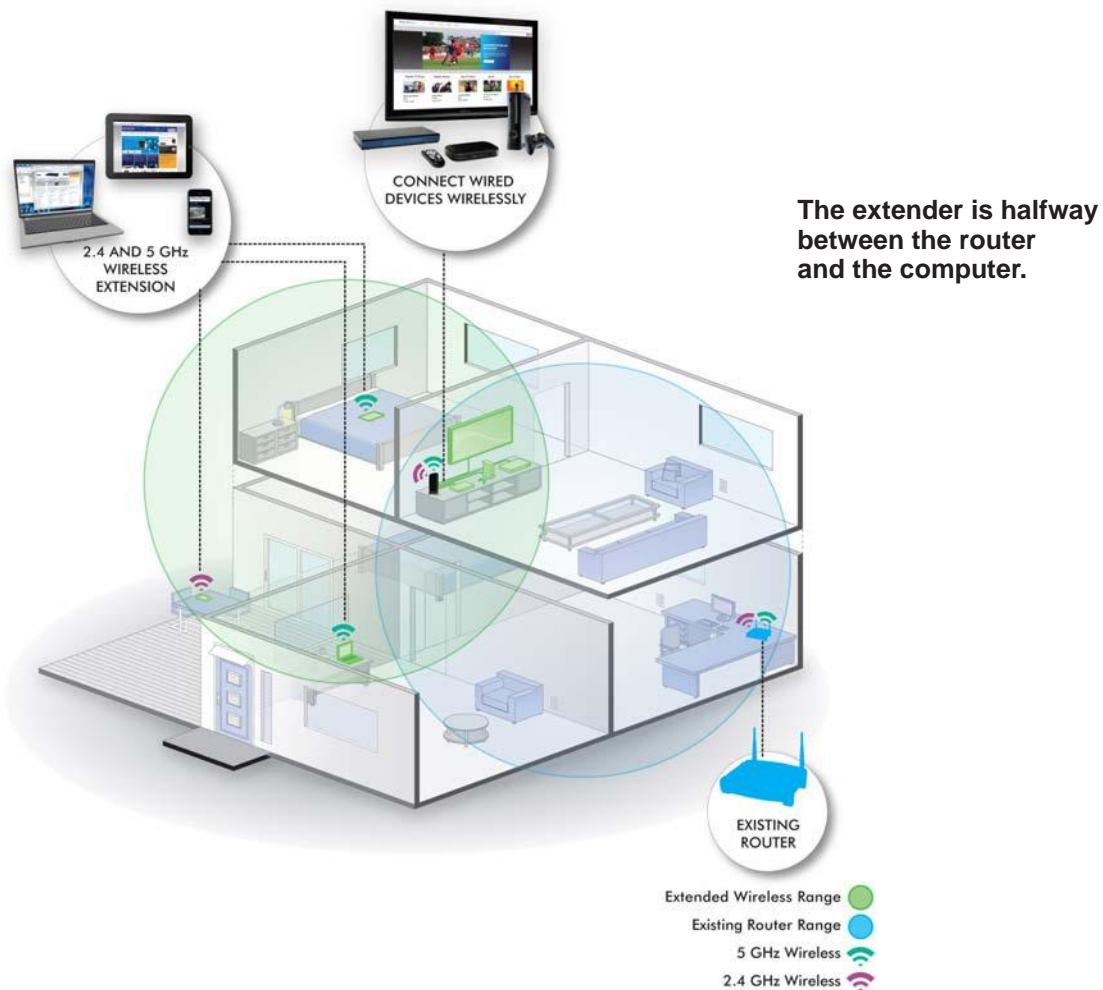 CONNECT WIRED
DEVICES WIRELESSLY
2.4 AND 5 GHz
WIRELESS
EXTENSION
The extender is halfway
between the router
and the computer.
EXISTING
ROUTER
Extended Wireless Range
Existing Router Range
5 GHz Wireless
2.4 GHz Wireless